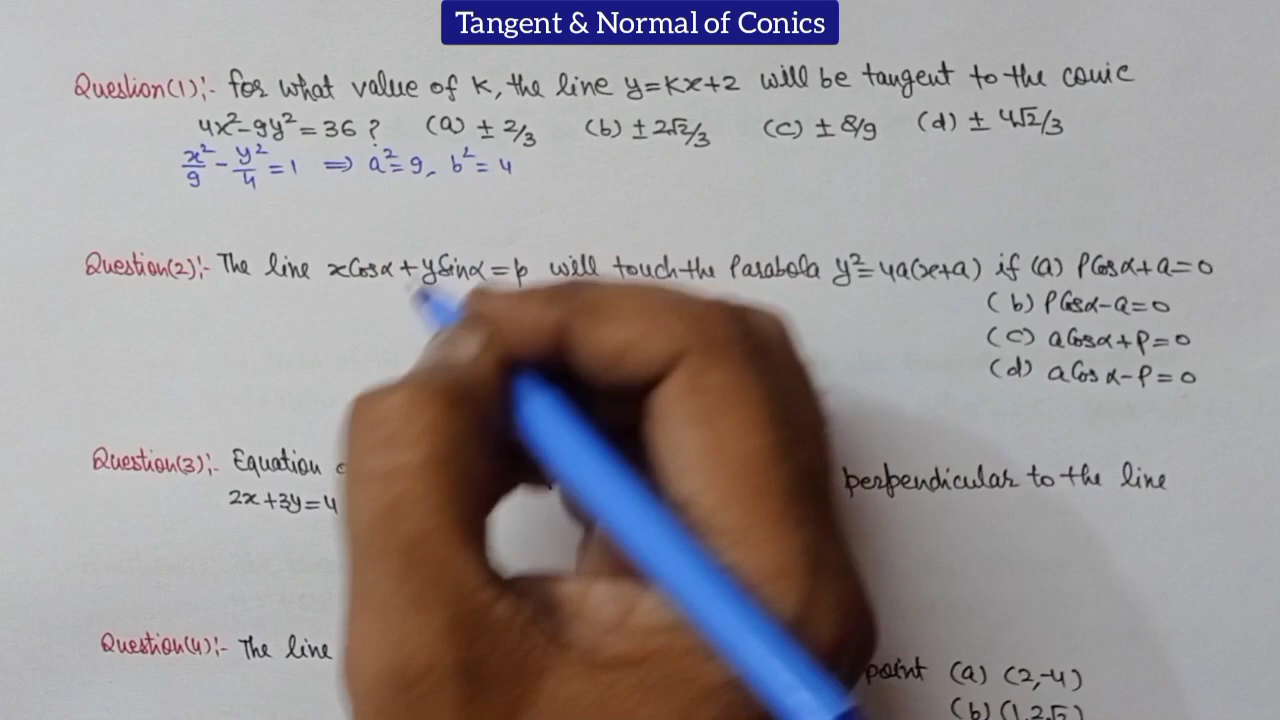 Tangent & Normal of Conics
Question(1):- For what value of K, the line y=Kx+2 will be tangent to the conic
4x²-9y²=36 ? (a) ± 2/3 (b) ± 2√2/3 (c) ± 8/9 (d) ± 4√2/3
x²/9 - y²/4 = 1 ⇒ a²=9, b²=4
Question(2):- The line xCosα+ySinα=p will touch the Parabola y²=4a(x+a) if (a) PCosα+a=0
(b) PCosα-a=0
(c) aCosα+P=0
(d) aCosα-P=0
Question(3):- Equation perpendicular to the line
2x+3y=4
Question(4):- The line point (a) (2,-4)
(b) (1,2√2)